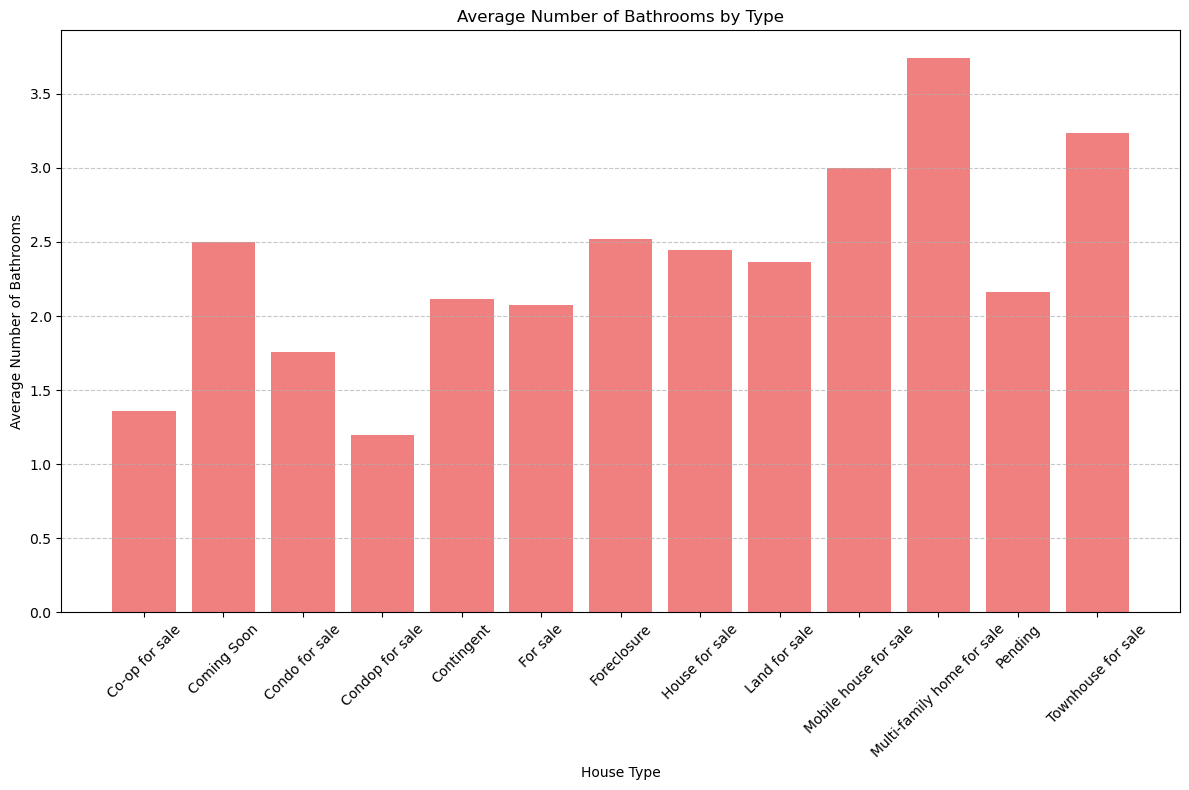 Average Number of Bathrooms by Type
Average Number of Bathrooms
3.5
3.0
2.5
2.0
1.5
1.0
0.5
0.0
Co-op for sale
Coming Soon
Condo for sale
Condop for sale
Contingent
For sale
Foreclosure
House for sale
Land for sale
Mobile house for sale
Multi-family home for sale
Pending
Townhouse for sale
House Type